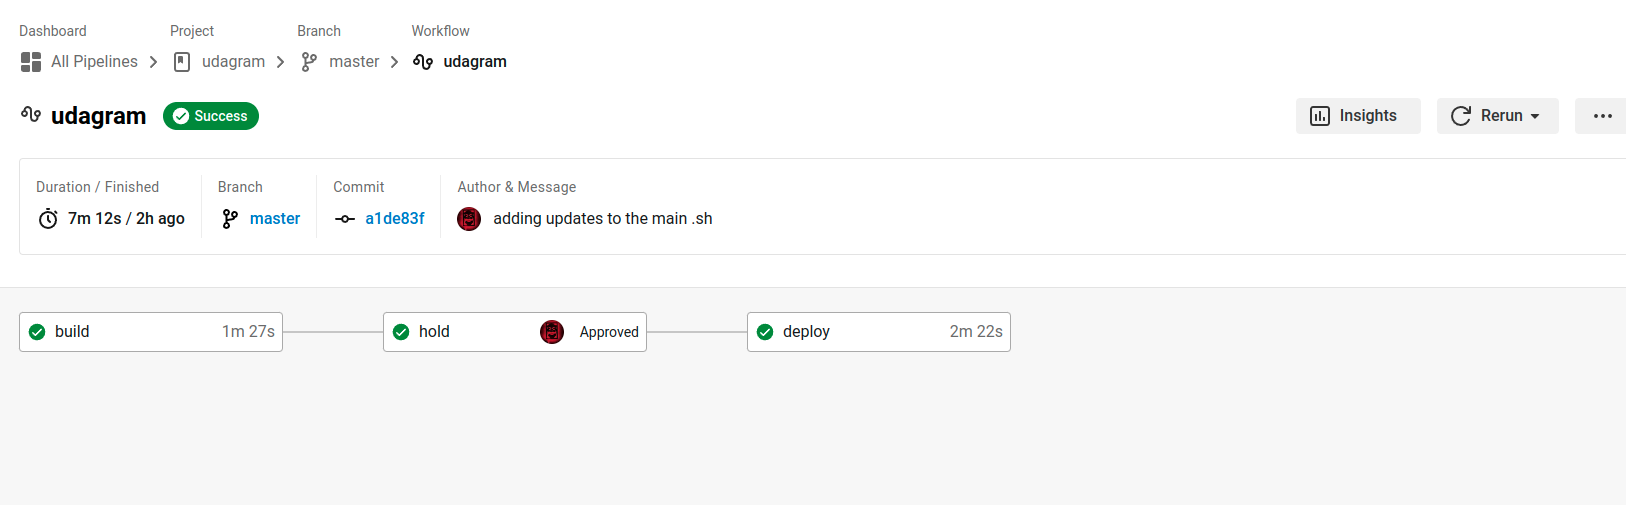 Dashboard Project Branch Workflow
All Pipelines udagram master udagram
udagram Success Insights Rerun
Duration / Finished Branch Commit Author & Message
7m 12s / 2h ago master a1de83f adding updates to the main .sh
build 1m 27s hold Approved deploy 2m 22s